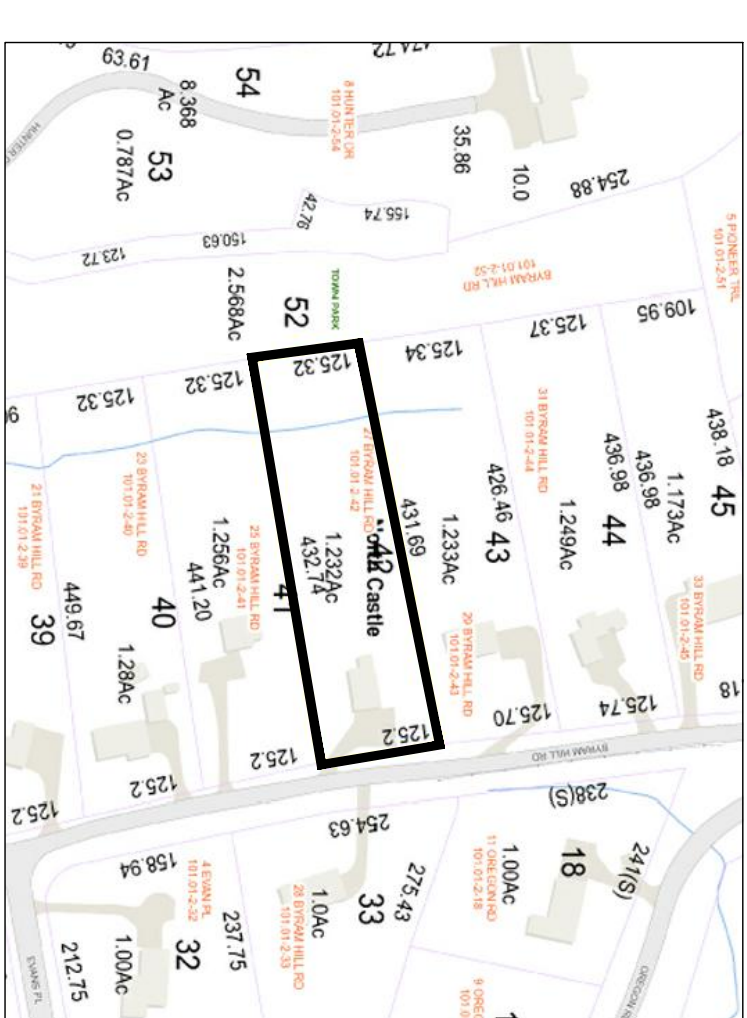 63.61
54
8.368
Ac
8 HUNTER DR
101.01-2-54
53
0.787Ac
35.86
10.0
254.88
42.76
155.74
150.63
123.72
5 PIONEER TRL
101.01-2-51
BYRAM HILL RD
101.01-2-52
TOWN PARK
52
2.568Ac
109.95
125.37
125.34
125.32
125.32
125.32
31 BYRAM HILL RD
101.01-2-44
27 BYRAM HILL RD
101.01-2-42
23 BYRAM HILL RD
101.01-2-40
21 BYRAM HILL RD
101.01-2-39
25 BYRAM HILL RD
101.01-2-41
29 BYRAM HILL RD
101.01-2-43
33 BYRAM HILL RD
101.01-2-45
438.18
45
1.173Ac
436.98
436.98
44
1.249Ac
426.46
43
1.233Ac
431.69
42
North Castle
1.232Ac
432.74
41
1.256Ac
441.20
40
1.28Ac
449.67
39
125.74
125.70
125.2
125.2
125.2
125.2
BYRAM HILL RD
238(S)
241(S)
18
1.00Ac
11 OREGON RD
101.01-2-18
254.63
275.43
33
1.0Ac
28 BYRAM HILL RD
101.01-2-33
158.94
4 EVAN PL
101.01-2-32
237.75
32
1.00Ac
212.75
EVANS PL